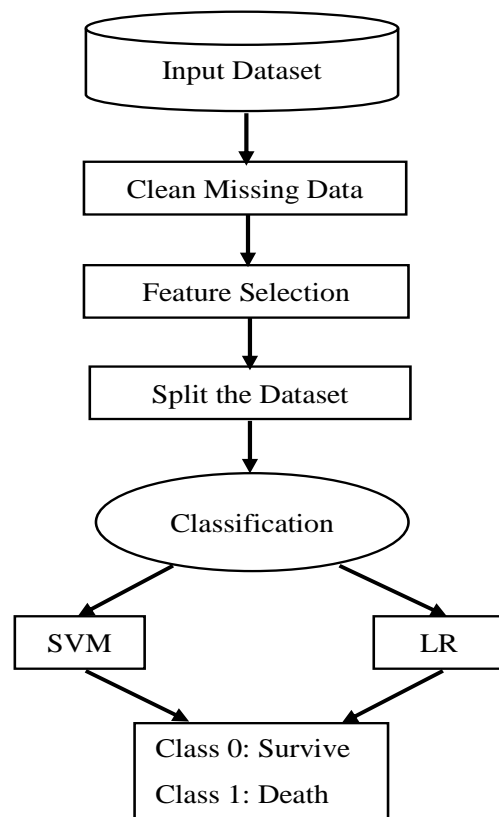 Input Dataset
Clean Missing Data
Feature Selection
Split the Dataset
Classification
SVM
LR
Class 0: Survive
Class 1: Death